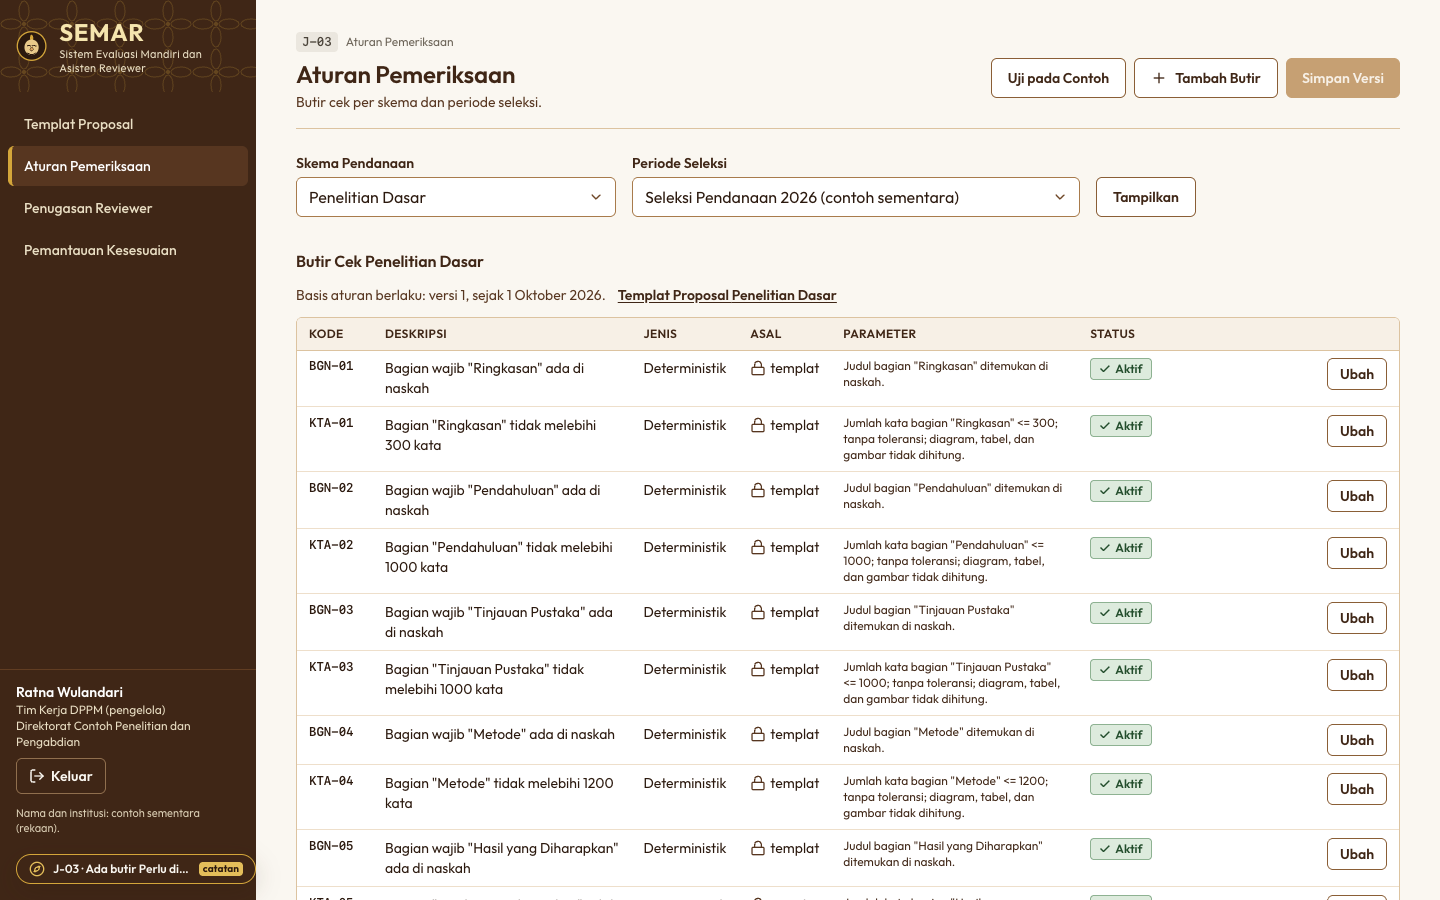 SEMAR
Sistem Evaluasi Mandiri dan
Asisten Reviewer
Templat Proposal
Aturan Pemeriksaan
Penugasan Reviewer
Pemantauan Kesesuaian
Ratna Wulandari
Tim Kerja DPPM (pengelola)
Direktorat Contoh Penelitian dan
Pengabdian
Keluar
Nama dan institusi: contoh sementara
(rekaan).
J-03 · Ada butir Perlu di... catatan
J-03 Aturan Pemeriksaan
Aturan Pemeriksaan
Butir cek per skema dan periode seleksi.
Uji pada Contoh
Tambah Butir
Simpan Versi
Skema Pendanaan
Penelitian Dasar
Periode Seleksi
Seleksi Pendanaan 2026 (contoh sementara)
Tampilkan
Butir Cek Penelitian Dasar
Basis aturan berlaku: versi 1, sejak 1 Oktober 2026. Templat Proposal Penelitian Dasar
KODE DESKRIPSI JENIS ASAL PARAMETER STATUS
BGN-01
Bagian wajib "Ringkasan" ada di
naskah
Deterministik
templat
Judul bagian "Ringkasan" ditemukan di
naskah.
Aktif
Ubah
KTA-01
Bagian "Ringkasan" tidak melebihi
300 kata
Deterministik
templat
Jumlah kata bagian "Ringkasan" <= 300;
tanpa toleransi; diagram, tabel, dan
gambar tidak dihitung.
Aktif
Ubah
BGN-02
Bagian wajib "Pendahuluan" ada di
naskah
Deterministik
templat
Judul bagian "Pendahuluan" ditemukan di
naskah.
Aktif
Ubah
KTA-02
Bagian "Pendahuluan" tidak melebihi
1000 kata
Deterministik
templat
Jumlah kata bagian "Pendahuluan" <=
1000; tanpa toleransi; diagram, tabel,
dan gambar tidak dihitung.
Aktif
Ubah
BGN-03
Bagian wajib "Tinjauan Pustaka" ada
di naskah
Deterministik
templat
Judul bagian "Tinjauan Pustaka"
ditemukan di naskah.
Aktif
Ubah
KTA-03
Bagian "Tinjauan Pustaka" tidak
melebihi 1000 kata
Deterministik
templat
Jumlah kata bagian "Tinjauan Pustaka"
<= 1000; tanpa toleransi; diagram, tabel,
dan gambar tidak dihitung.
Aktif
Ubah
BGN-04
Bagian wajib "Metode" ada di naskah
Deterministik
templat
Judul bagian "Metode" ditemukan di
naskah.
Aktif
Ubah
KTA-04
Bagian "Metode" tidak melebihi 1200
kata
Deterministik
templat
Jumlah kata bagian "Metode" <= 1200;
tanpa toleransi; diagram, tabel, dan
gambar tidak dihitung.
Aktif
Ubah
BGN-05
Bagian wajib "Hasil yang Diharapkan"
ada di naskah
Deterministik
templat
Judul bagian "Hasil yang Diharapkan"
ditemukan di naskah.
Aktif
Ubah